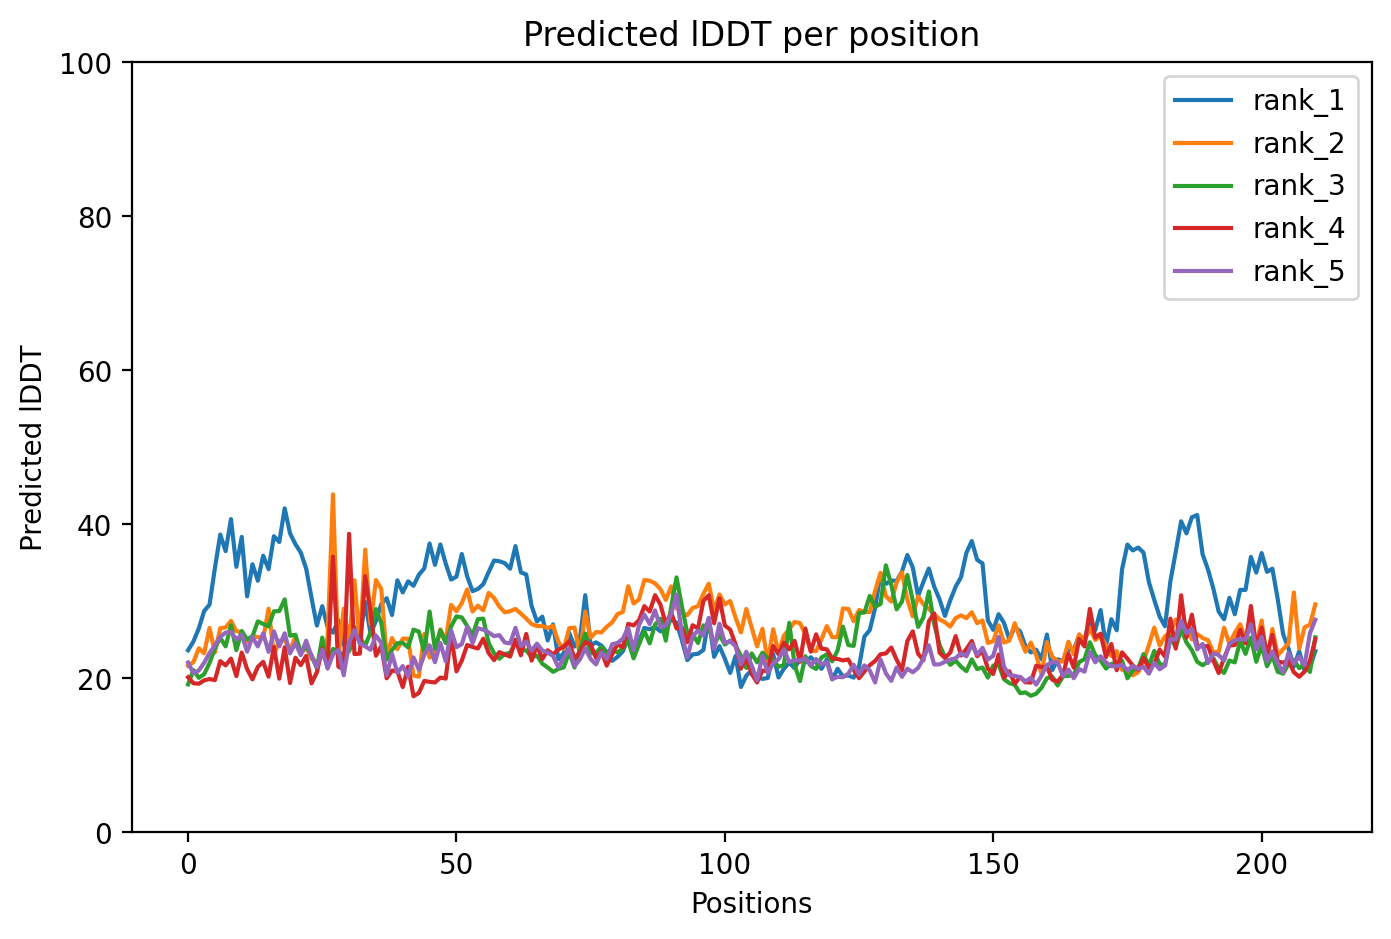 Predicted lDDT per position
100
80
60
40
20
0
Predicted lDDT
0 50 100 150 200
Positions
rank_1
rank_2
rank_3
rank_4
rank_5